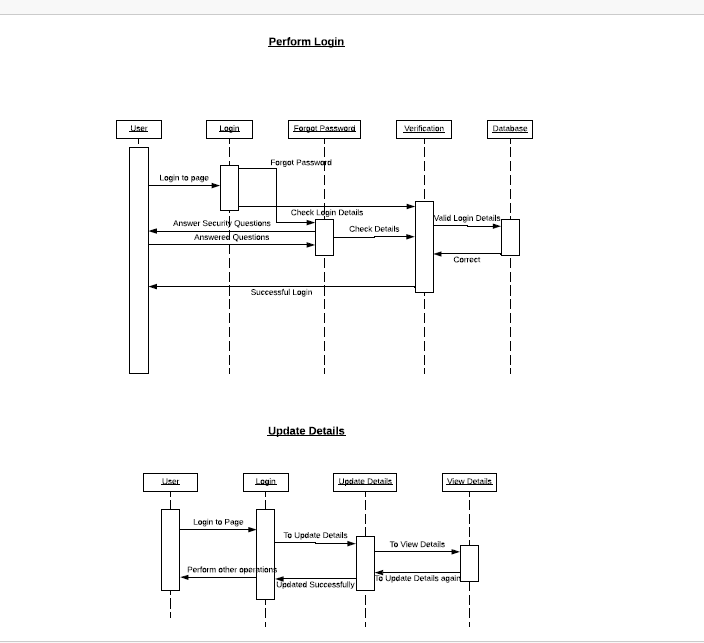 Perform Login
User
Login
Forgot Password
Verification
Database
Forgot Password
Login to page
Check Login Details
Valid Login Details
Answer Security Questions
Check Details
Answered Questions
Correct
Successful Login
Update Details
User
Login
Update Details
View Details
Login to Page
To Update Details
To View Details
Perform other operations
To Update Details again
Updated Successfully